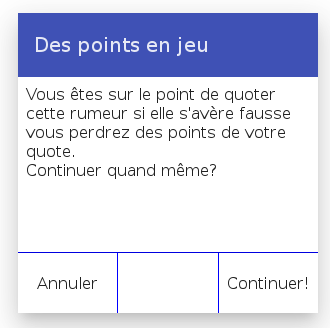 Des points en jeu
Vous êtes sur le point de quoter
cette rumeur si elle s'avère fausse
vous perdrez des points de votre
quote.
Continuer quand même?
Annuler
Continuer!